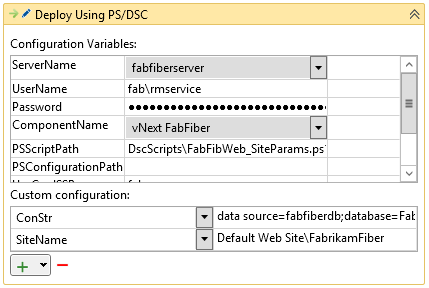 Deploy Using PS/DSC
Configuration Variables:
ServerName fabfiberserver
UserName fab\rmservice
Password ●●●●●●●●●●●●●●●●●●●●●●●●
ComponentName vNext FabFiber
PSScriptPath DscScripts\FabFibWeb_SiteParams.ps
PSConfigurationPath
Custom configuration:
ConStr data source=fabfiberdb;database=Fab
SiteName Default Web Site\FabrikamFiber